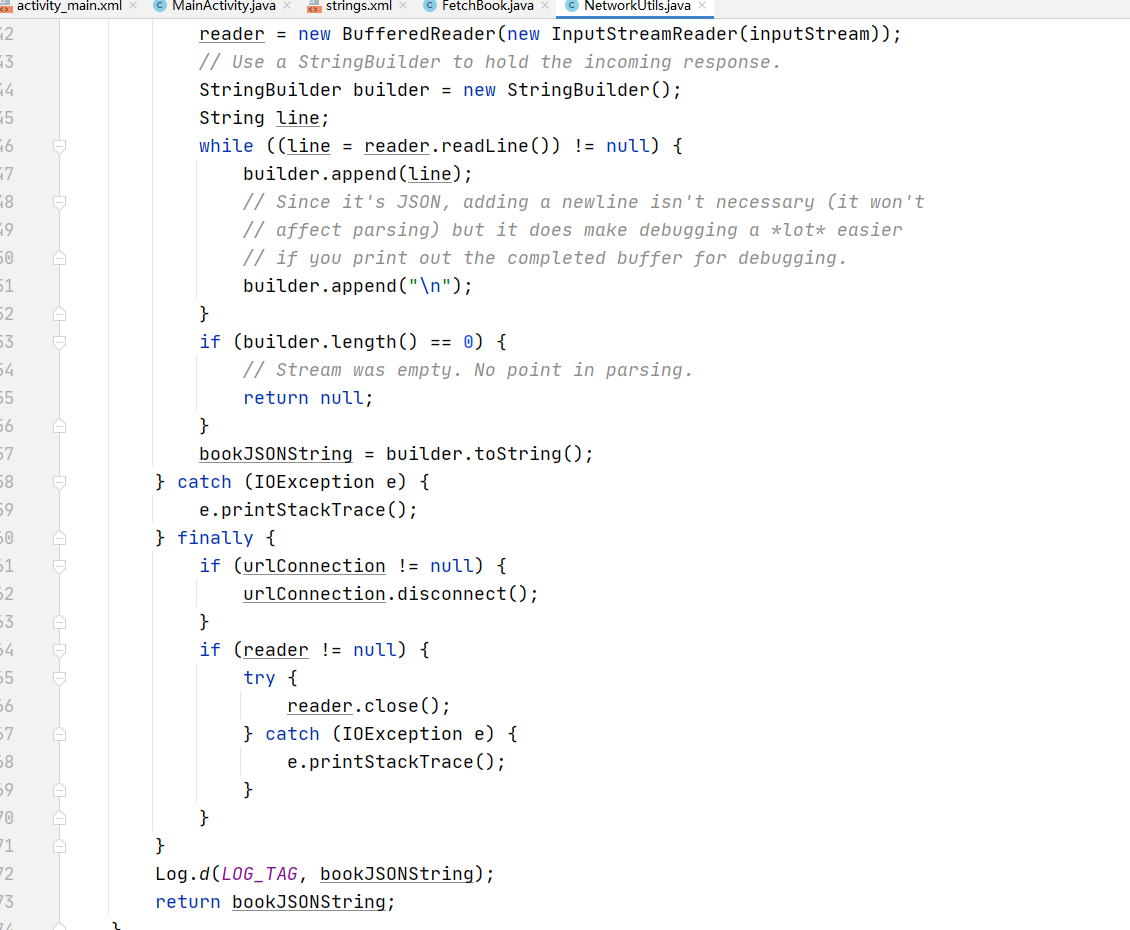 activity_main.xml MainActivity.java strings.xml FetchBook.java NetworkUtils.java
42 reader = new BufferedReader(new InputStreamReader(inputStream));
43 // Use a StringBuilder to hold the incoming response.
44 StringBuilder builder = new StringBuilder();
45 String line;
46 while ((line = reader.readLine()) != null) {
47 builder.append(line);
48 // Since it's JSON, adding a newline isn't necessary (it won't
49 // affect parsing) but it does make debugging a *lot* easier
50 // if you print out the completed buffer for debugging.
51 builder.append("\n");
52 }
53 if (builder.length() == 0) {
54 // Stream was empty. No point in parsing.
55 return null;
56 }
57 bookJSONString = builder.toString();
58 } catch (IOException e) {
59 e.printStackTrace();
60 } finally {
61 if (urlConnection != null) {
62 urlConnection.disconnect();
63 }
64 if (reader != null) {
65 try {
66 reader.close();
67 } catch (IOException e) {
68 e.printStackTrace();
69 }
70 }
71 }
72 Log.d(LOG_TAG, bookJSONString);
73 return bookJSONString;
74 }